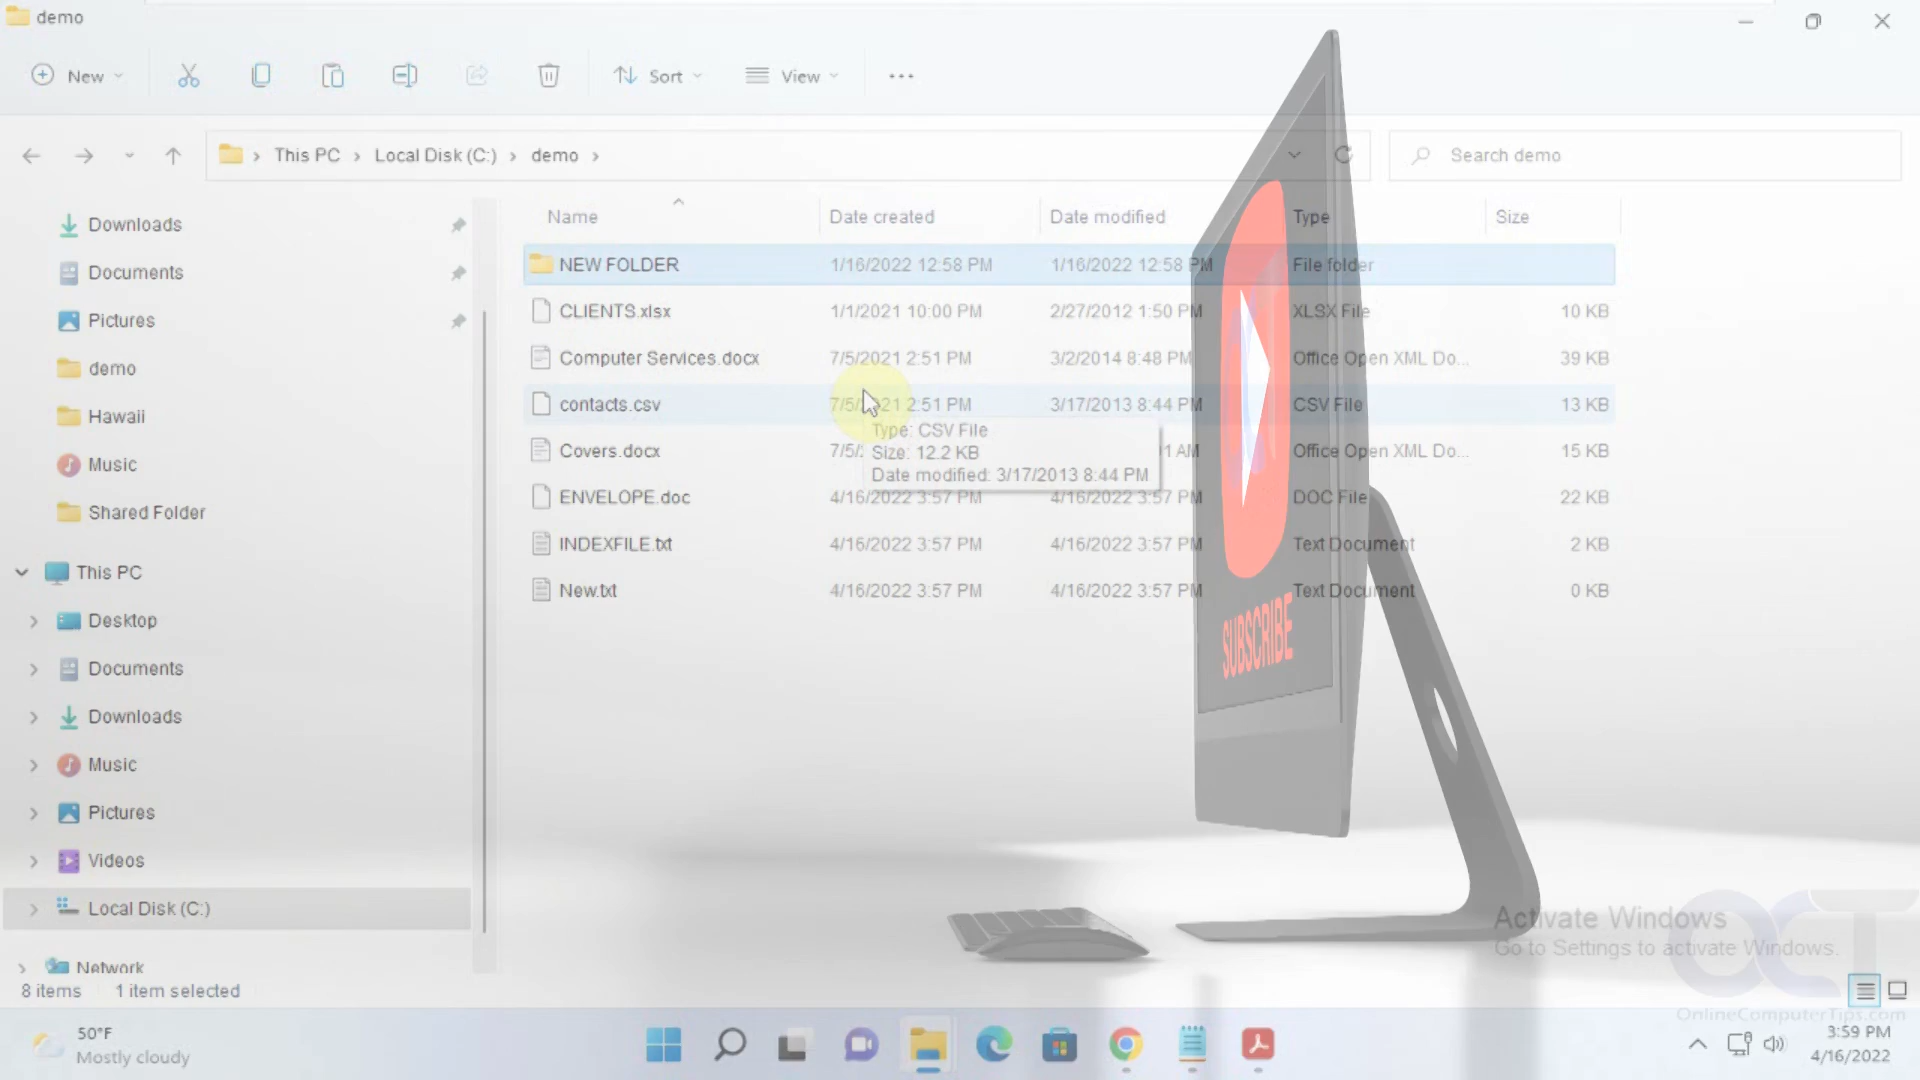 demo
New
Sort
View
This PC > Local Disk (C:) > demo >
Search demo
Name Date created Date modified Type Size
NEW FOLDER 1/16/2022 12:58 PM 1/16/2022 12:58 PM File folder
CLIENTS.xlsx 1/1/2021 10:00 PM 2/27/2012 1:50 PM XLSX File 10 KB
Computer Services.docx 7/5/2021 2:51 PM 3/2/2014 8:48 PM Office Open XML Do... 39 KB
contacts.csv 7/5/2021 2:51 PM 3/17/2013 8:44 PM CSV File 13 KB
Type: CSV File
Size: 12.2 KB
Date modified: 3/17/2013 8:44 PM
Covers.docx 7/5/ 1 AM Office Open XML Do... 15 KB
ENVELOPE.doc 4/16/2022 3:57 PM 4/16/2022 3:57 PM DOC File 22 KB
INDEXFILE.txt 4/16/2022 3:57 PM 4/16/2022 3:57 PM Text Document 2 KB
New.txt 4/16/2022 3:57 PM 4/16/2022 3:57 PM Text Document 0 KB
SUBSCRIBE
Downloads
Documents
Pictures
demo
Hawaii
Music
Shared Folder
This PC
Desktop
Documents
Downloads
Music
Pictures
Videos
Local Disk (C:)
Network
8 items 1 item selected
Activate Windows
Go to Settings to activate Windows.
OCT
OnlineComputerTips.com
50°F
Mostly cloudy
3:59 PM
4/16/2022